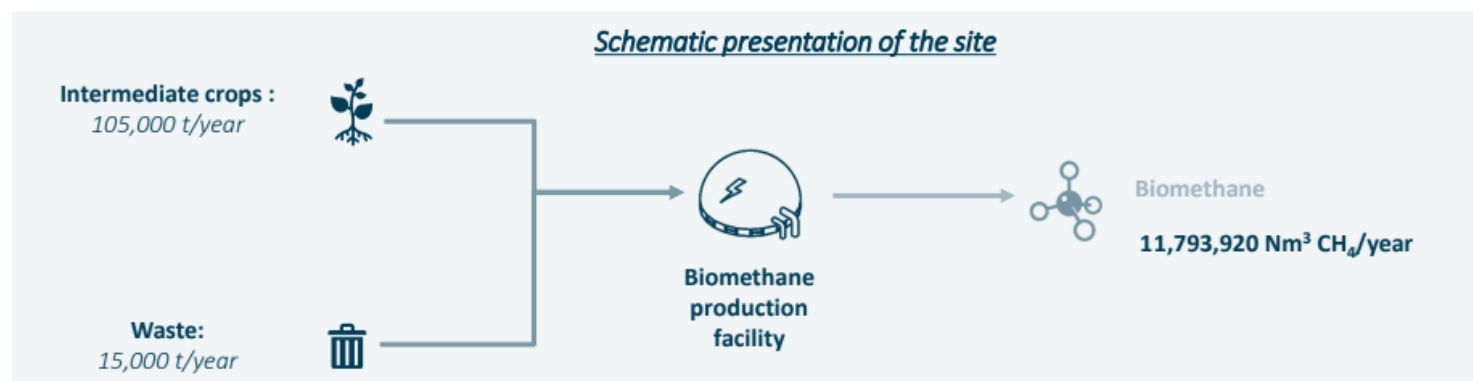 Schematic presentation of the site
Intermediate crops :
105,000 t/year
Biomethane
11,793,920 Nm³ CH₄/year
Biomethane
production
facility
Waste:
15,000 t/year